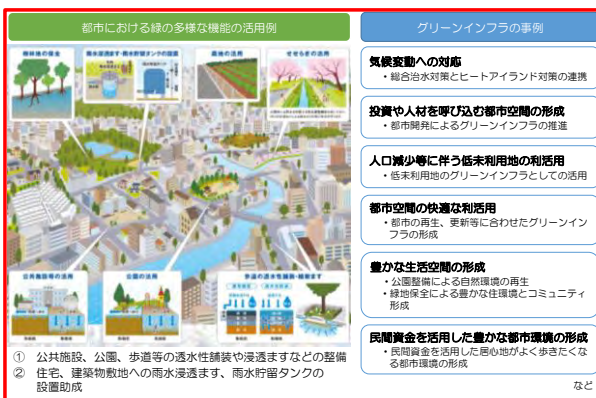 都市における緑の多様な機能の活用例
樹林地の保全
雨水浸透ます・雨水貯留タンクの設置
農地の活用
せせらぎの活用
公共施設等の活用
公園の活用
歩道の透水性舗装・植樹ます
① 公共施設、公園、歩道等の透水性舗装や浸透ますなどの整備
② 住宅、建築物敷地への雨水浸透ます、雨水貯留タンクの
設置助成
グリーンインフラの事例
気候変動への対応
・総合治水対策とヒートアイランド対策の連携
投資や人材を呼び込む都市空間の形成
・都市開発によるグリーンインフラの推進
人口減少等に伴う低未利用地の利活用
・低未利用地のグリーンインフラとしての活用
都市空間の快適な利活用
・都市の再生、更新等に合わせたグリーンイン
フラの形成
豊かな生活空間の形成
・公園整備による自然環境の再生
・緑地保全による豊かな住環境とコミュニティ
形成
民間資金を活用した豊かな都市環境の形成
・民間資金を活用した居心地がよく歩きたくな
る都市環境の形成
など